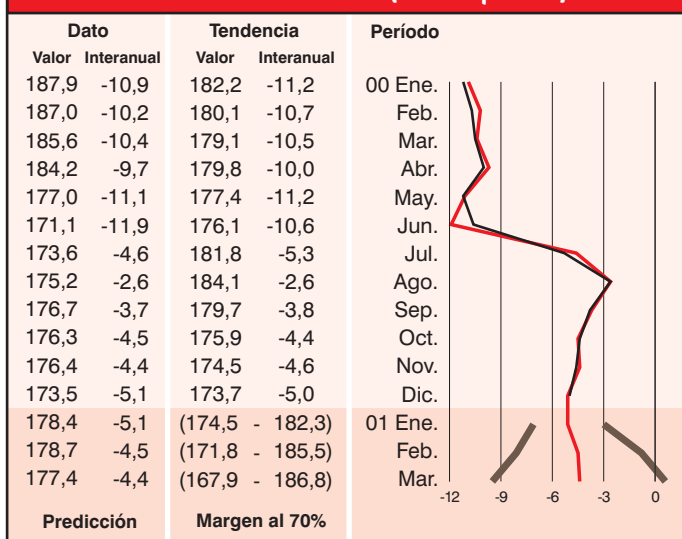 Dato Tendencia Período
Valor Interanual Valor Interanual
187,9 -10,9 182,2 -11,2 00 Ene.
187,0 -10,2 180,1 -10,7 Feb.
185,6 -10,4 179,1 -10,5 Mar.
184,2 -9,7 179,8 -10,0 Abr.
177,0 -11,1 177,4 -11,2 May.
171,1 -11,9 176,1 -10,6 Jun.
173,6 -4,6 181,8 -5,3 Jul.
175,2 -2,6 184,1 -2,6 Ago.
176,7 -3,7 179,7 -3,8 Sep.
176,3 -4,5 175,9 -4,4 Oct.
176,4 -4,4 174,5 -4,6 Nov.
173,5 -5,1 173,7 -5,0 Dic.
178,4 -5,1 (174,5 - 182,3) 01 Ene.
178,7 -4,5 (171,8 - 185,5) Feb.
177,4 -4,4 (167,9 - 186,8) Mar.
-12 -9 -6 -3 0
Predicción Margen al 70%